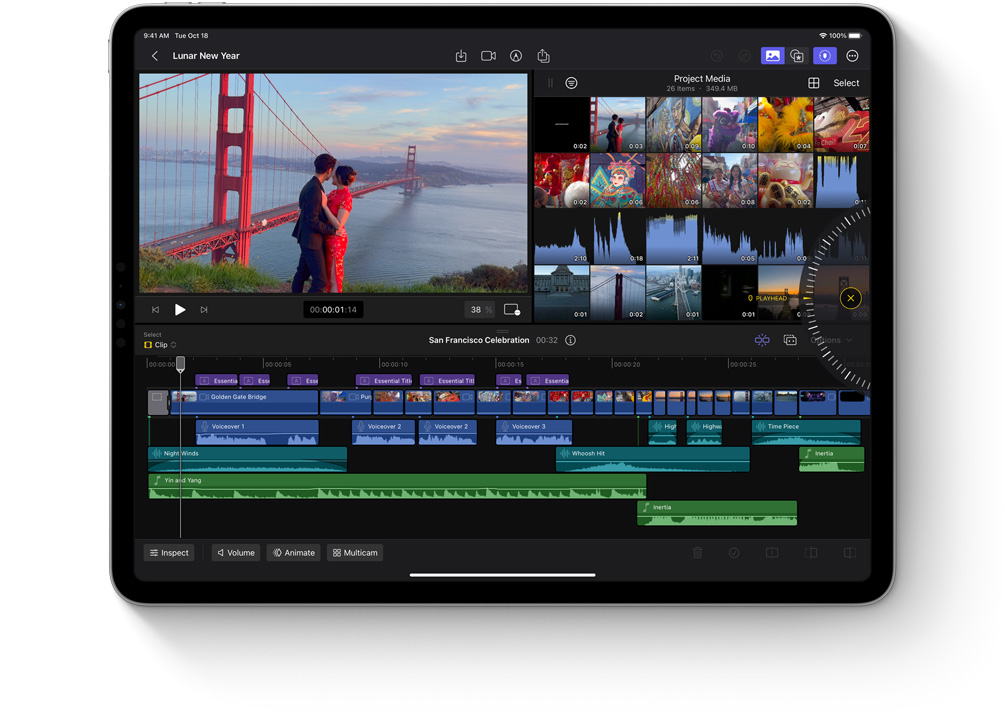 9:41 AM Tue Oct 18
100%
Lunar New Year
Project Media
26 Items · 349.4 MB
Select
0:02
0:03
0:09
0:10
0:04
0:07
0:02
0:06
0:06
0:08
0:02
2:10
0:18
2:11
0:05
0:01
0:02
0:01
0:01
PLAYHEAD
00:00:01:14
38 %
Select
Clip
San Francisco Celebration 00:32
Options
00:00:00
00:00:05
00:00:10
00:00:15
00:00:20
00:00:25
Essentia
Esse
Esse
Essential Title
Essential Titl
Es
Essentia
Golden Gate Bridge
Pur
Voiceover 1
Voiceover 2
Voiceover 2
Voiceover 3
High
Highwa
Time Piece
Night Winds
Whoosh Hit
Inertia
Yin and Yang
Inertia
Inspect
Volume
Animate
Multicam